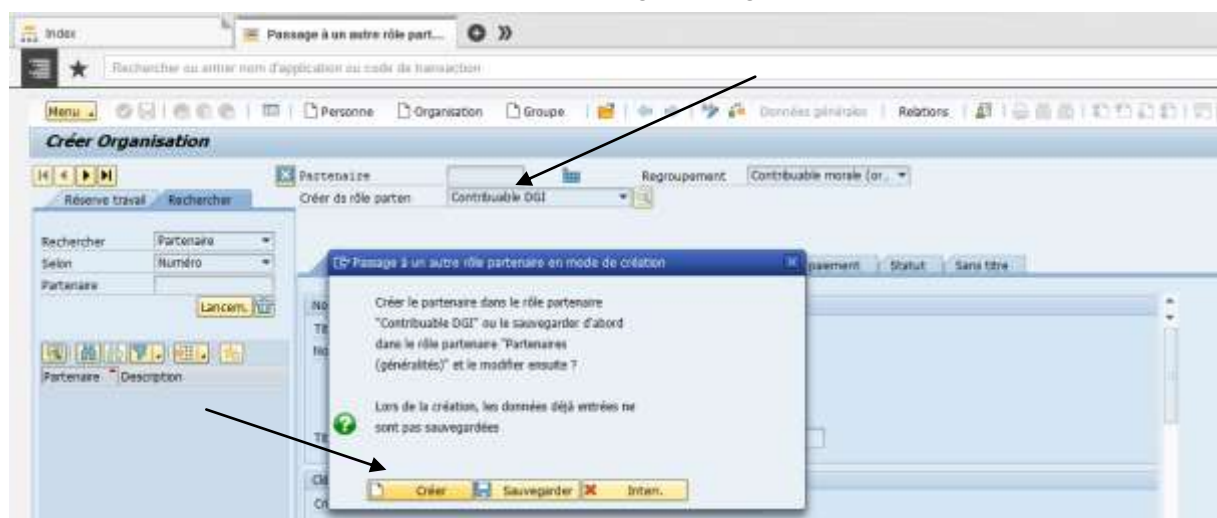 Index
Passage à un autre rôle part...
Rechercher ou entrer nom d'application ou code de transaction
Menu
Personne Organisation Groupe Données générales Relations
Créer Organisation
Partenaire Regroupement Contribuable morale (or..
Réserve travail Rechercher
Créer ds rôle parten Contribuable DGI
Rechercher Partenaire
Selon Numéro
Partenaire
Lancem.
Partenaire Description
Passage à un autre rôle partenaire en mode de création
paiement Statut Sans titre
Créer le partenaire dans le rôle partenaire
"Contribuable DGI" ou le sauvegarder d'abord
dans le rôle partenaire "Partenaires
(généralités)" et le modifier ensuite ?
Lors de la création, les données déjà entrées ne
sont pas sauvegardées
Créer Sauvegarder Interr.